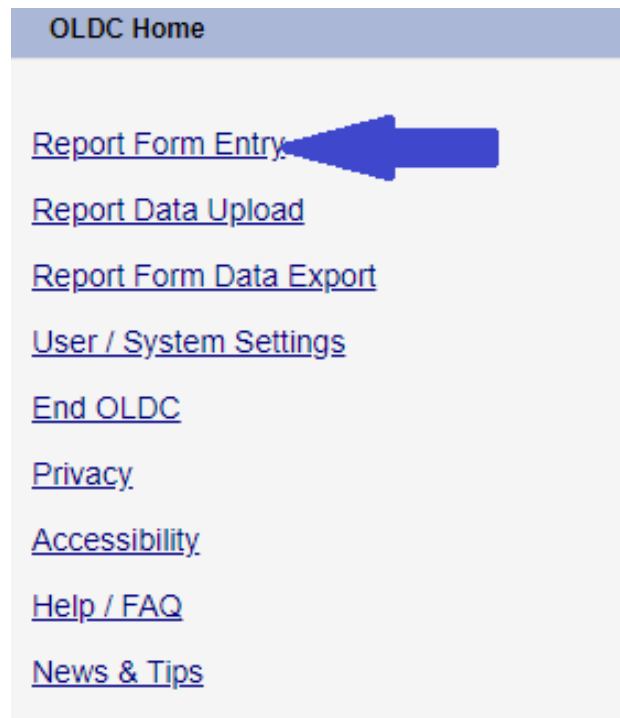 OLDC Home
Report Form Entry
Report Data Upload
Report Form Data Export
User / System Settings
End OLDC
Privacy
Accessibility
Help / FAQ
News & Tips